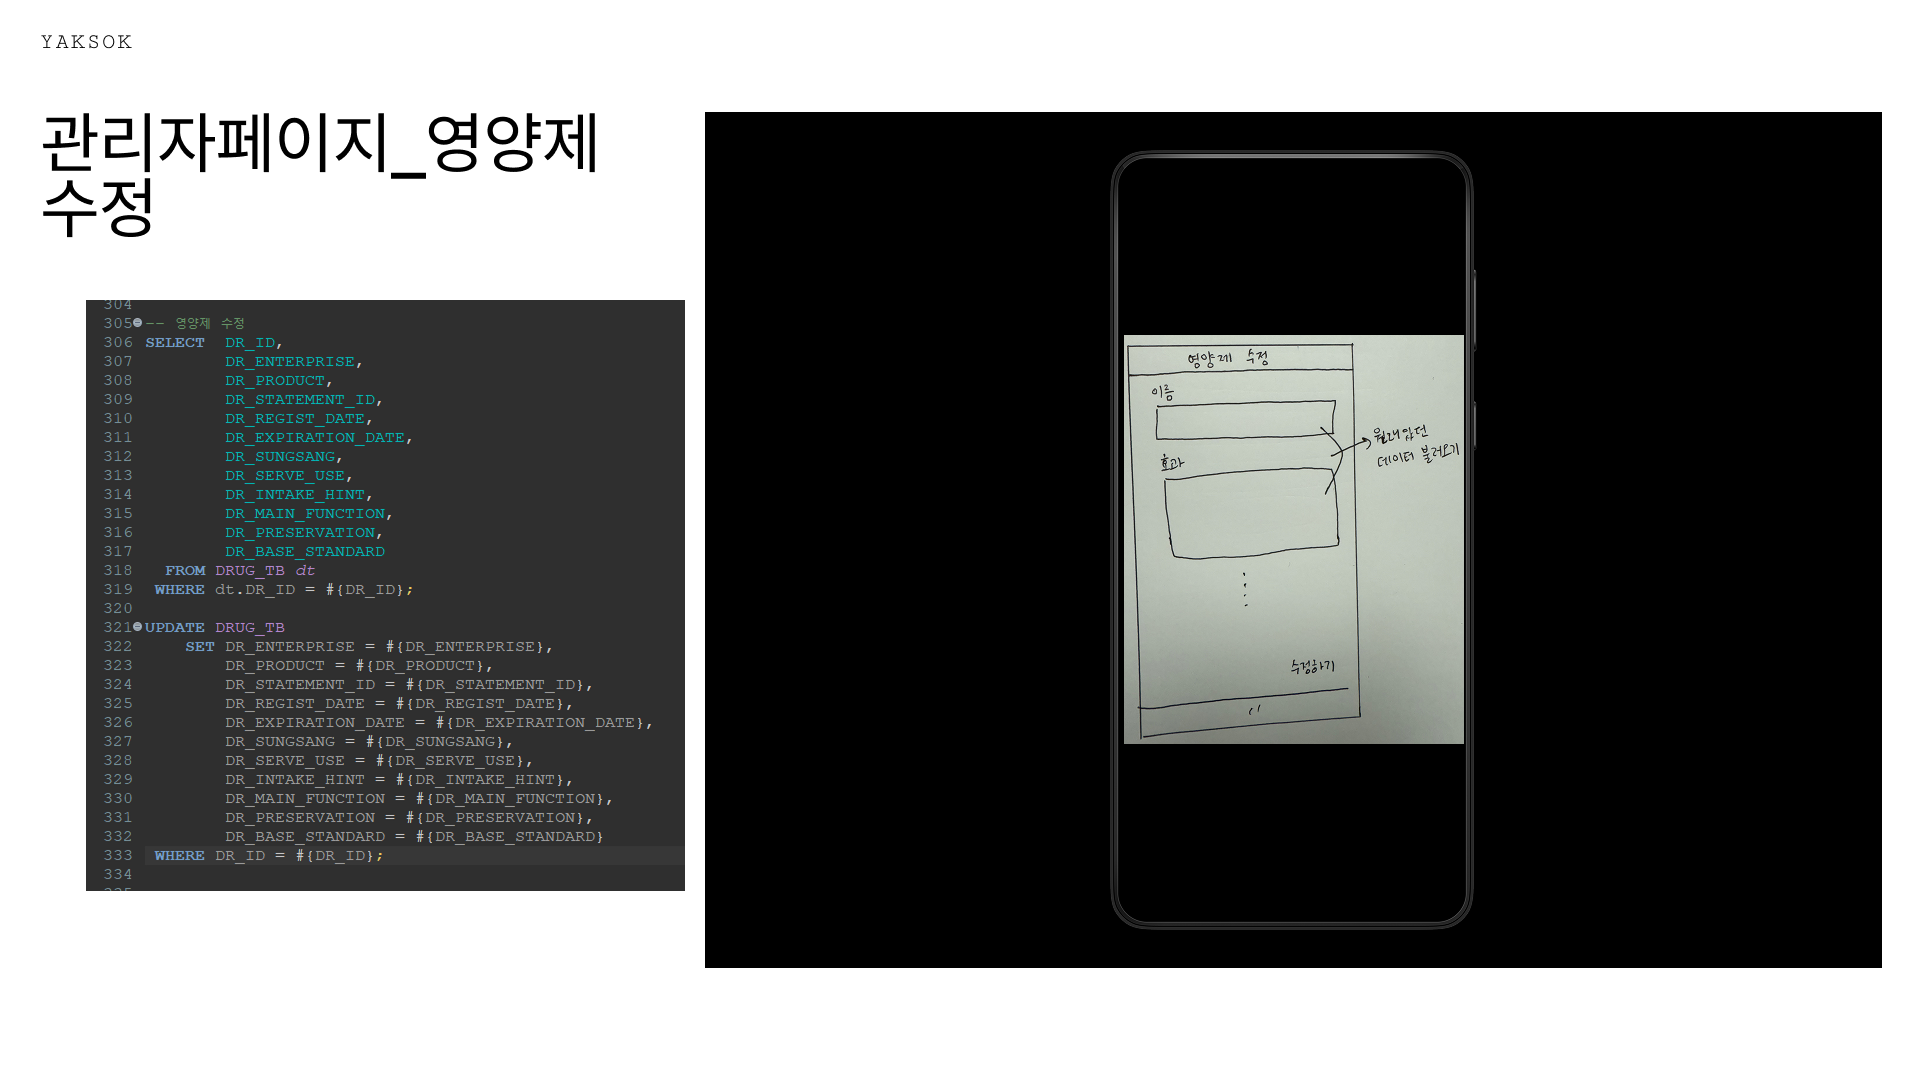 YAKSOK
관리자페이지_영양제
수정
304
305 -- 영양제 수정
306 SELECT DR_ID,
307 DR_ENTERPRISE,
308 DR_PRODUCT,
309 DR_STATEMENT_ID,
310 DR_REGIST_DATE,
311 DR_EXPIRATION_DATE,
312 DR_SUNGSANG,
313 DR_SERVE_USE,
314 DR_INTAKE_HINT,
315 DR_MAIN_FUNCTION,
316 DR_PRESERVATION,
317 DR_BASE_STANDARD
318 FROM DRUG_TB dt
319 WHERE dt.DR_ID = #{DR_ID};
320
321 UPDATE DRUG_TB
322 SET DR_ENTERPRISE = #{DR_ENTERPRISE},
323 DR_PRODUCT = #{DR_PRODUCT},
324 DR_STATEMENT_ID = #{DR_STATEMENT_ID},
325 DR_REGIST_DATE = #{DR_REGIST_DATE},
326 DR_EXPIRATION_DATE = #{DR_EXPIRATION_DATE},
327 DR_SUNGSANG = #{DR_SUNGSANG},
328 DR_SERVE_USE = #{DR_SERVE_USE},
329 DR_INTAKE_HINT = #{DR_INTAKE_HINT},
330 DR_MAIN_FUNCTION = #{DR_MAIN_FUNCTION},
331 DR_PRESERVATION = #{DR_PRESERVATION},
332 DR_BASE_STANDARD = #{DR_BASE_STANDARD}
333 WHERE DR_ID = #{DR_ID};
334
영양제 수정
이름
효과
원래있던
데이터 불러오기
수정하기